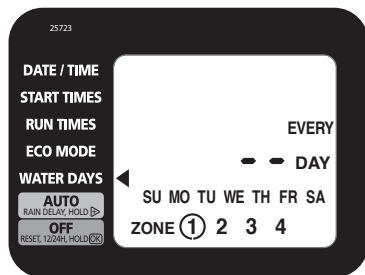 25723
DATE / TIME
START TIMES
RUN TIMES
EVERY
ECO MODE
- - DAY
WATER DAYS
SU MO TU WE TH FR SA
AUTO
RAIN DELAY, HOLD
ZONE 1 2 3 4
OFF
RESET, 12/24H, HOLD OK